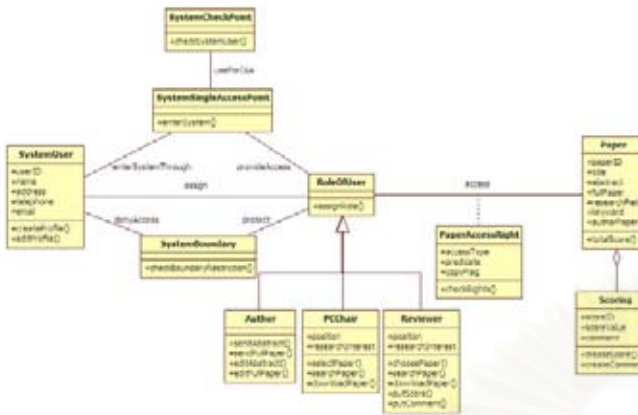 SystemCheckPoint
+checkSystemUser()
SystemSingleAccessPoint
+enterSystem()
SystemUser
+userID
+name
+address
+telephone
+email
+createProfile()
+editProfile()
enterSystemThrough
provideAccess
assign
denyAccess
protect
RoleOfUser
+assignRole()
SystemBoundary
+checkBoundaryRestriction()
access
PaperAccessRight
+accessType
+predicate
+copyFlag
+checkRights()
Paper
+paperID
+title
+abstract
+fullPaper
+keyword
+totalScore()
Scoring
+scoreID
+scoreValue
+comment
Author
+sendAbstract()
+sendFullPaper()
+editAbstract()
+editFullPaper()
PCChair
+position
+researchInterest
+selectPaper()
+searchPaper()
+downloadPaper()
Reviewer
+position
+researchInterest
+choosePaper()
+searchPaper()
+downloadPaper()
+putScore()
+putComment()